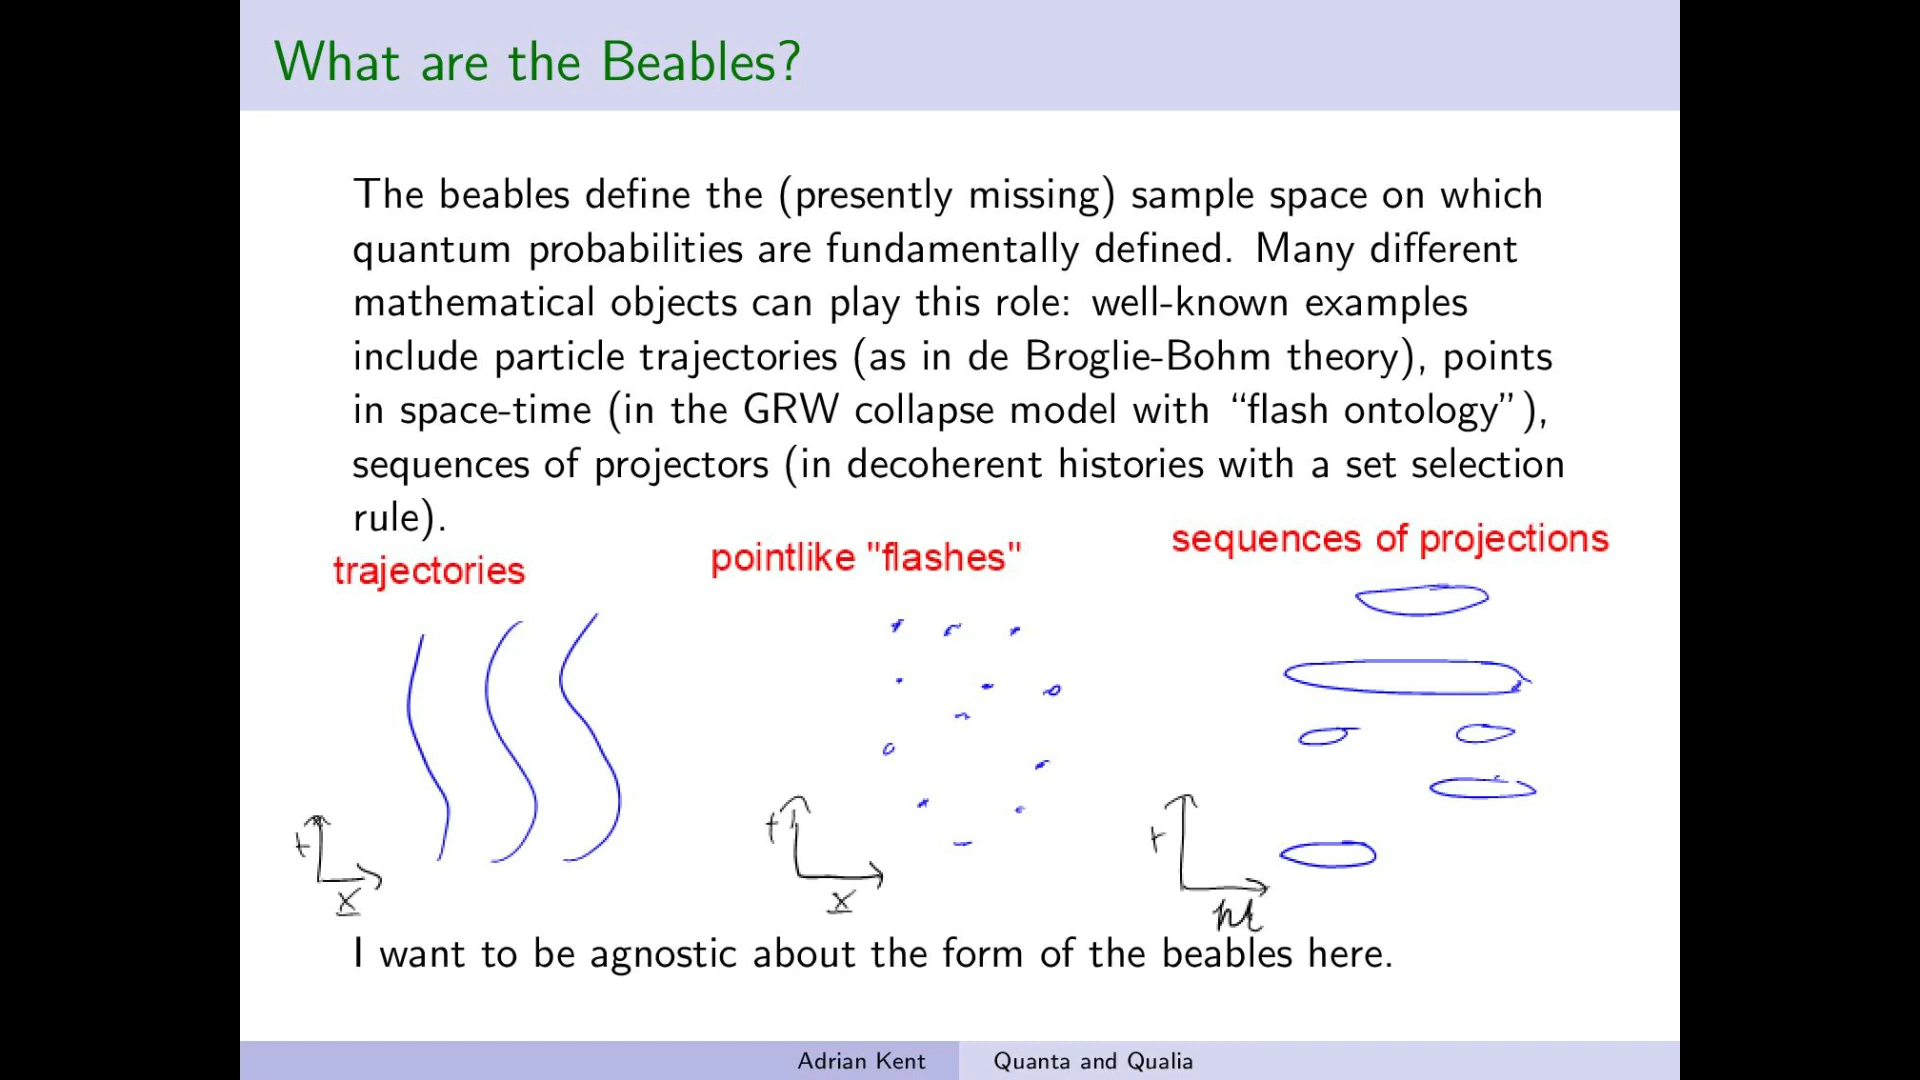 What are the Beables?
The beables define the (presently missing) sample space on which
quantum probabilities are fundamentally defined. Many different
mathematical objects can play this role: well-known examples
include particle trajectories (as in de Broglie-Bohm theory), points
in space-time (in the GRW collapse model with “flash ontology”),
sequences of projectors (in decoherent histories with a set selection
rule).
trajectories
pointlike "flashes"
sequences of projections
t
x
t
x
t
I want to be agnostic about the form of the beables here.
Adrian Kent
Quanta and Qualia